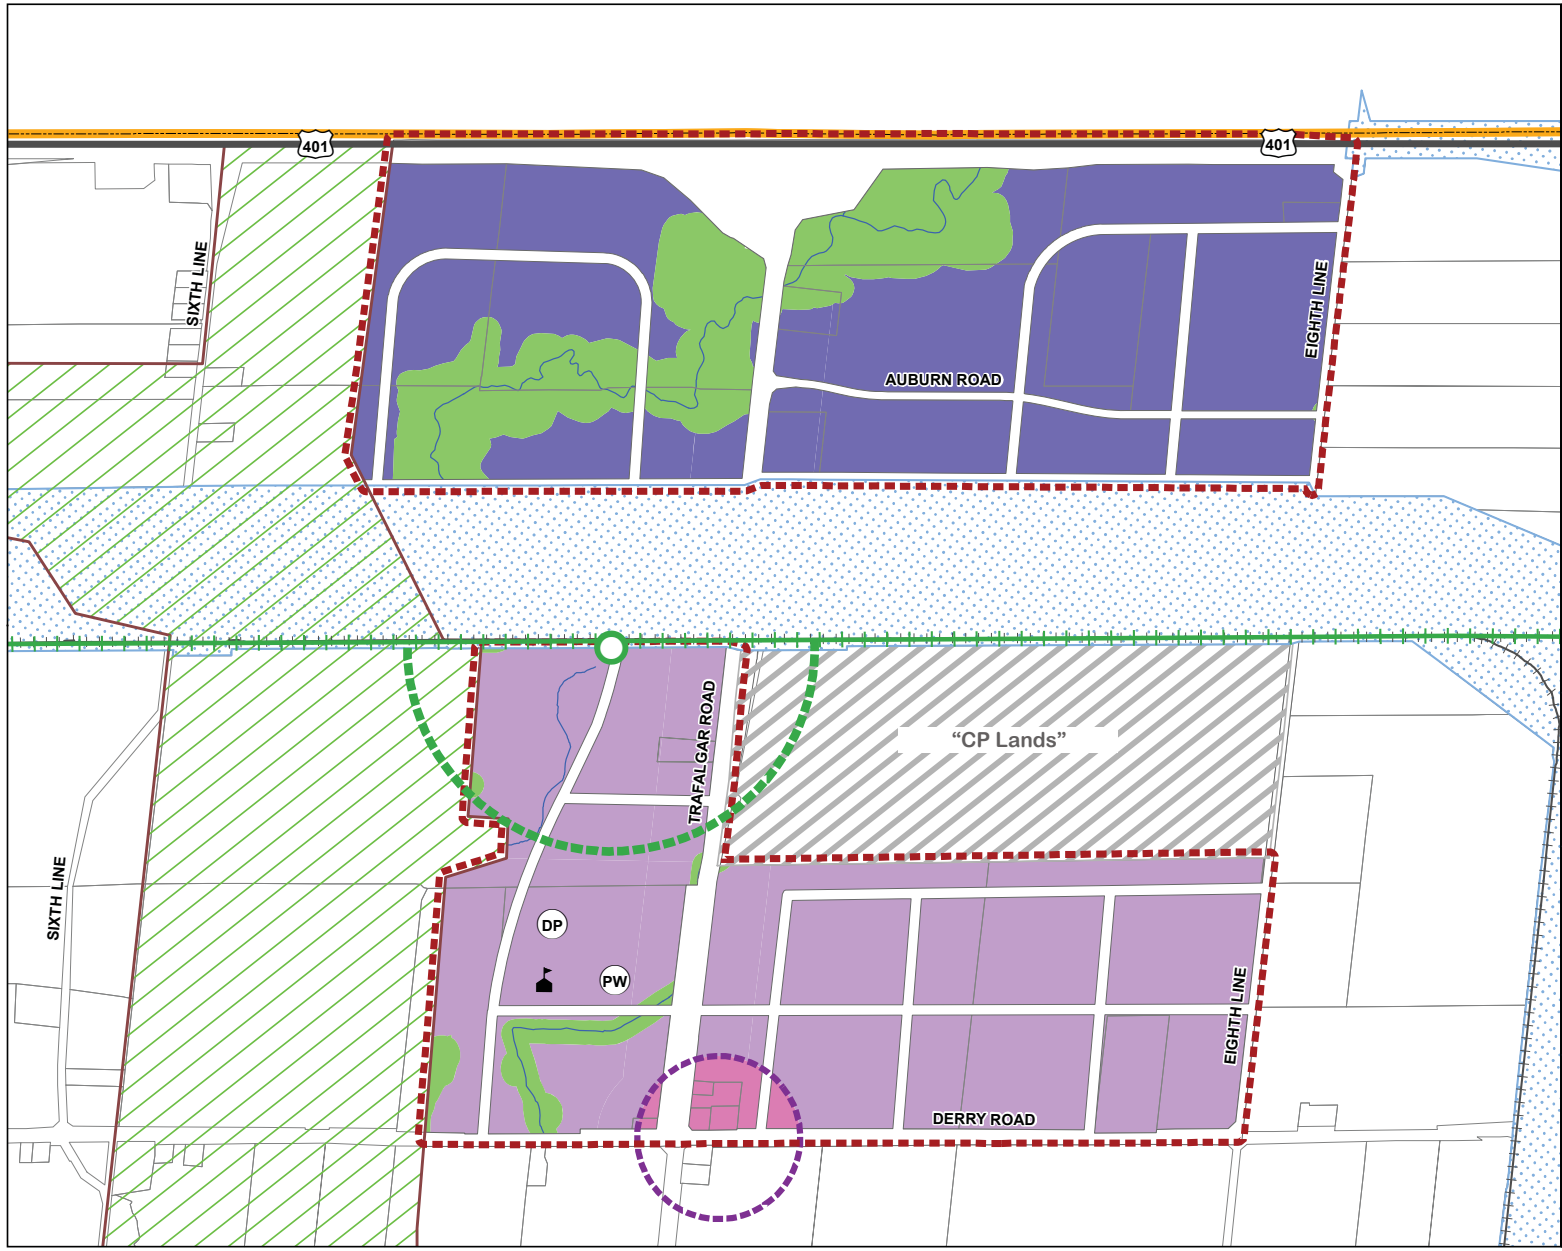 401
401
SIXTH LINE
EIGHTH LINE
AUBURN ROAD
TRAFALGAR ROAD
“CP Lands”
SIXTH LINE
DP
PW
EIGHTH LINE
DERRY ROAD